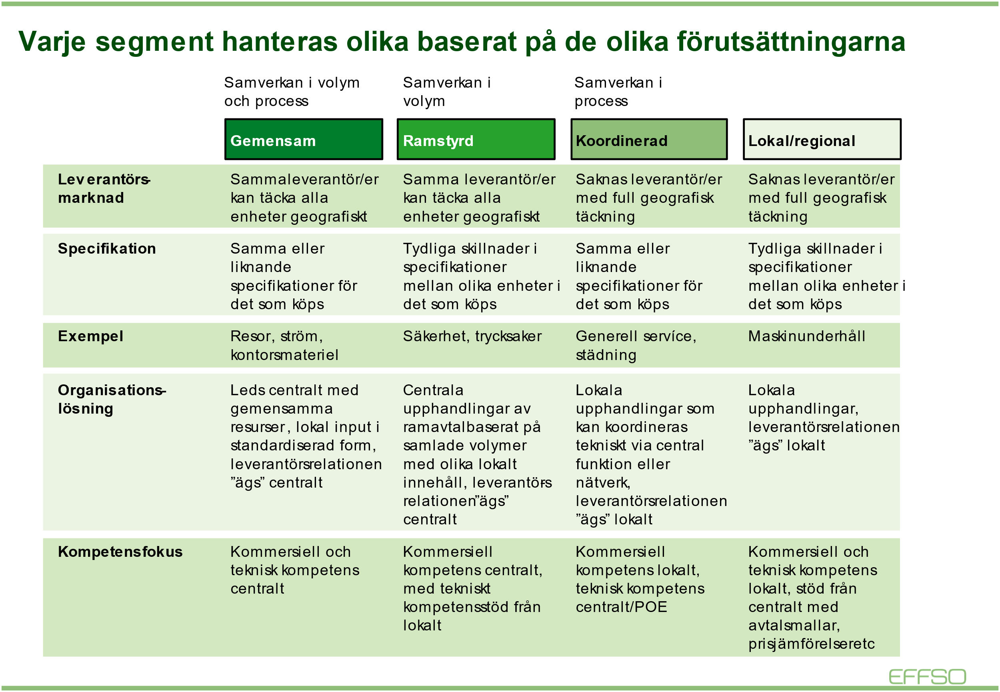 Varje segment hanteras olika baserat på de olika förutsättningarna
Samverkan i volym
och process
Samverkan i
volym
Samverkan i
process
Gemensam
Ramstyrd
Koordinerad
Lokal/regional
Leverantörs-
marknad
Sammaleverantör/er
kan täcka alla
enheter geografiskt
Samma leverantör/er
kan täcka alla
enheter geografiskt
Saknas leverantör/er
med full geografisk
täckning
Saknas leverantör/er
med full geografisk
täckning
Specifikation
Samma eller
liknande
specifikationer för
det som köps
Tydliga skillnader i
specifikationer
mellan olika enheter i
det som köps
Samma eller
liknande
specifikationer för
det som köps
Tydliga skillnader i
specifikationer
mellan olika enheter i
det som köps
Exempel
Resor, ström,
kontorsmateriel
Säkerhet, trycksaker
Generell servíce,
städning
Maskinunderhåll
Organisations-
lösning
Leds centralt med
gemensamma
resurser, lokal input i
standardiserad form,
leverantörsrelationen
”ägs” centralt
Centrala
upphandlingar av
ramavtalbaserat på
samlade volymer
med olika lokalt
innehåll, leverantörs-
relationen”ägs”
centralt
Lokala
upphandlingar som
kan koordineras
tekniskt via central
funktion eller
nätverk,
leverantörsrelationen
”ägs” lokalt
Lokala
upphandlingar,
leverantörsrelationen
”ägs” lokalt
Kompetensfokus
Kommersiell och
teknisk kompetens
centralt
Kommersiell
kompetens centralt,
med tekniskt
kompetensstöd från
lokalt
Kommersiell
kompetens lokalt,
teknisk kompetens
centralt/POE
Kommersiell och
teknisk kompetens
lokalt, stöd från
centralt med
avtalsmallar,
prisjämförelseretc
EFFSO